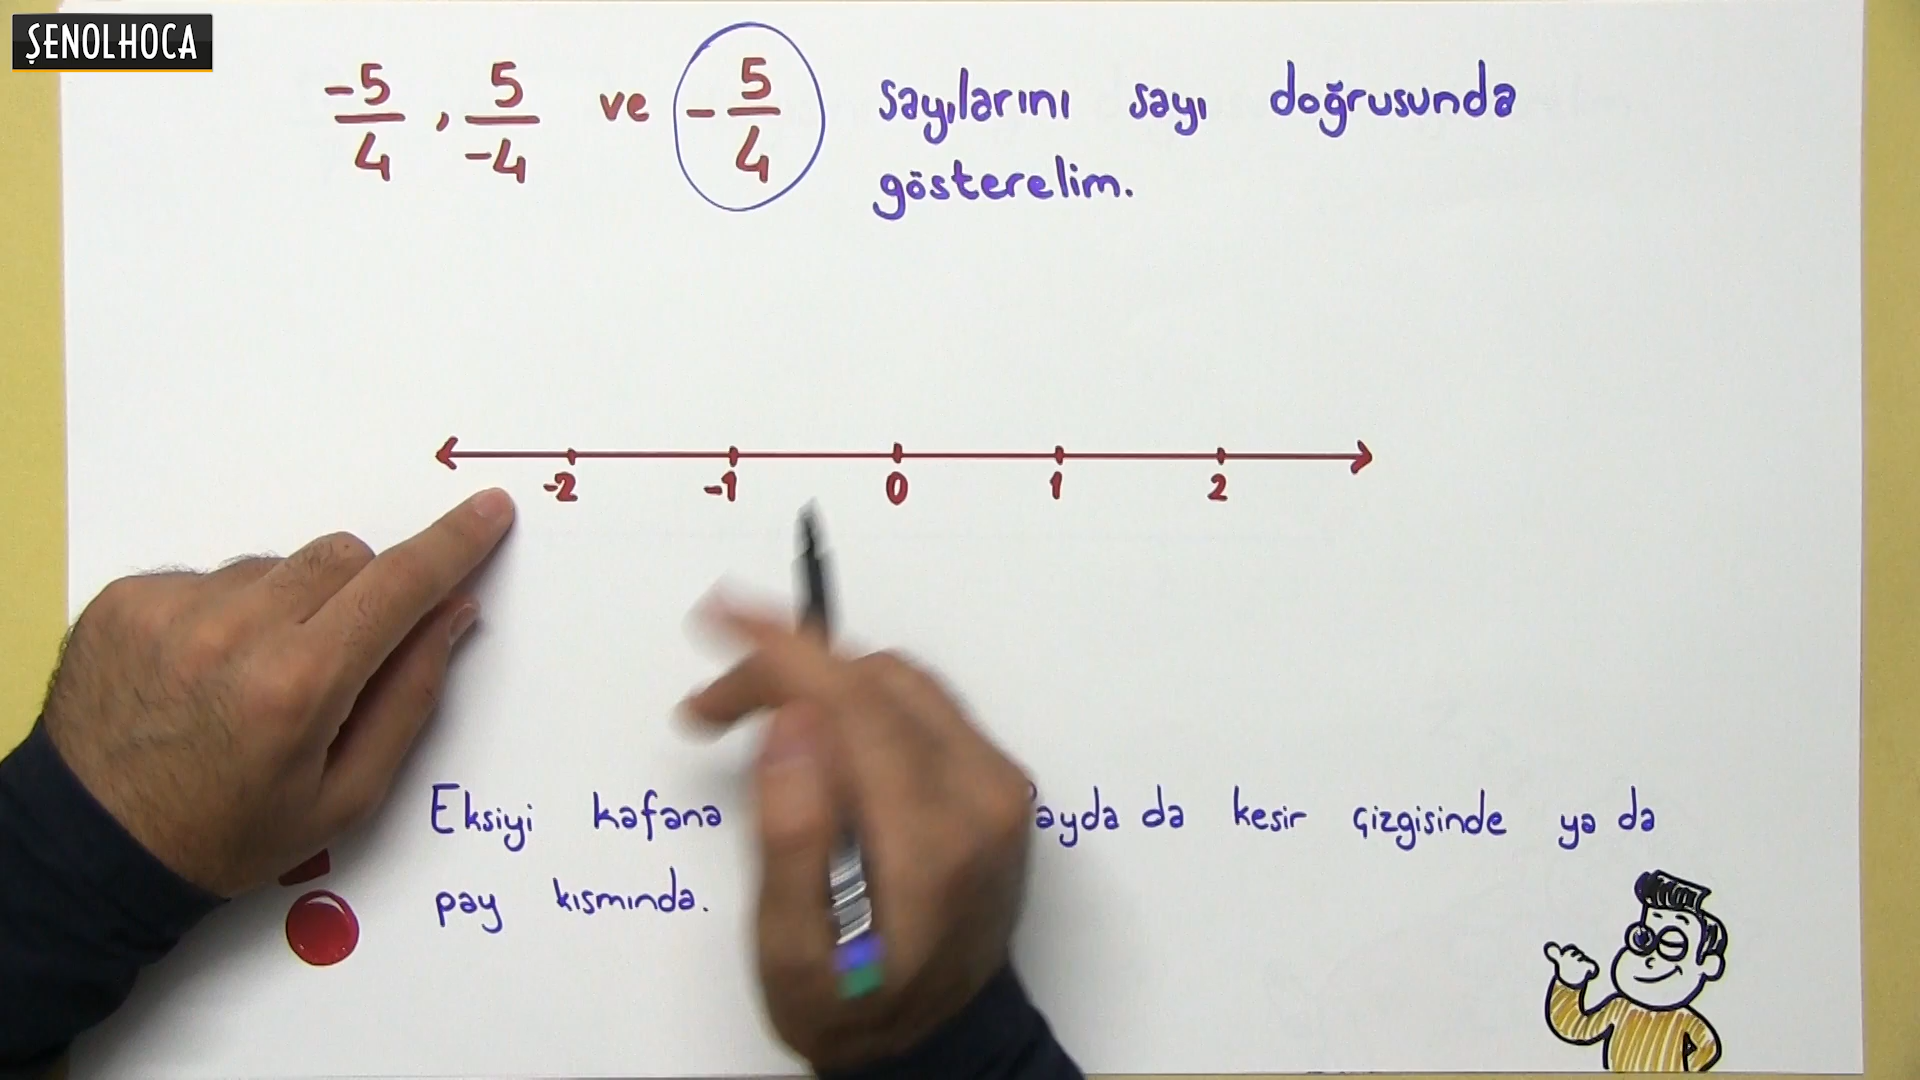 ŞENOLHOCA
-5/4 , 5/-4 ve - 5/4 sayılarını sayı doğrusunda
gösterelim.
-2 -1 0 1 2
Eksiyi kafana ayda da kesir çizgisinde ya da
pay kısmında.